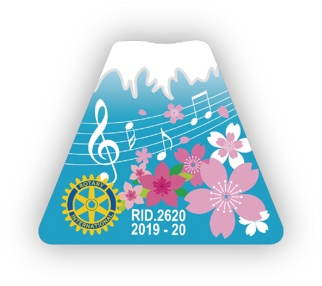 ROTARY
INTERNATIONAL
RID.2620
2019 - 20